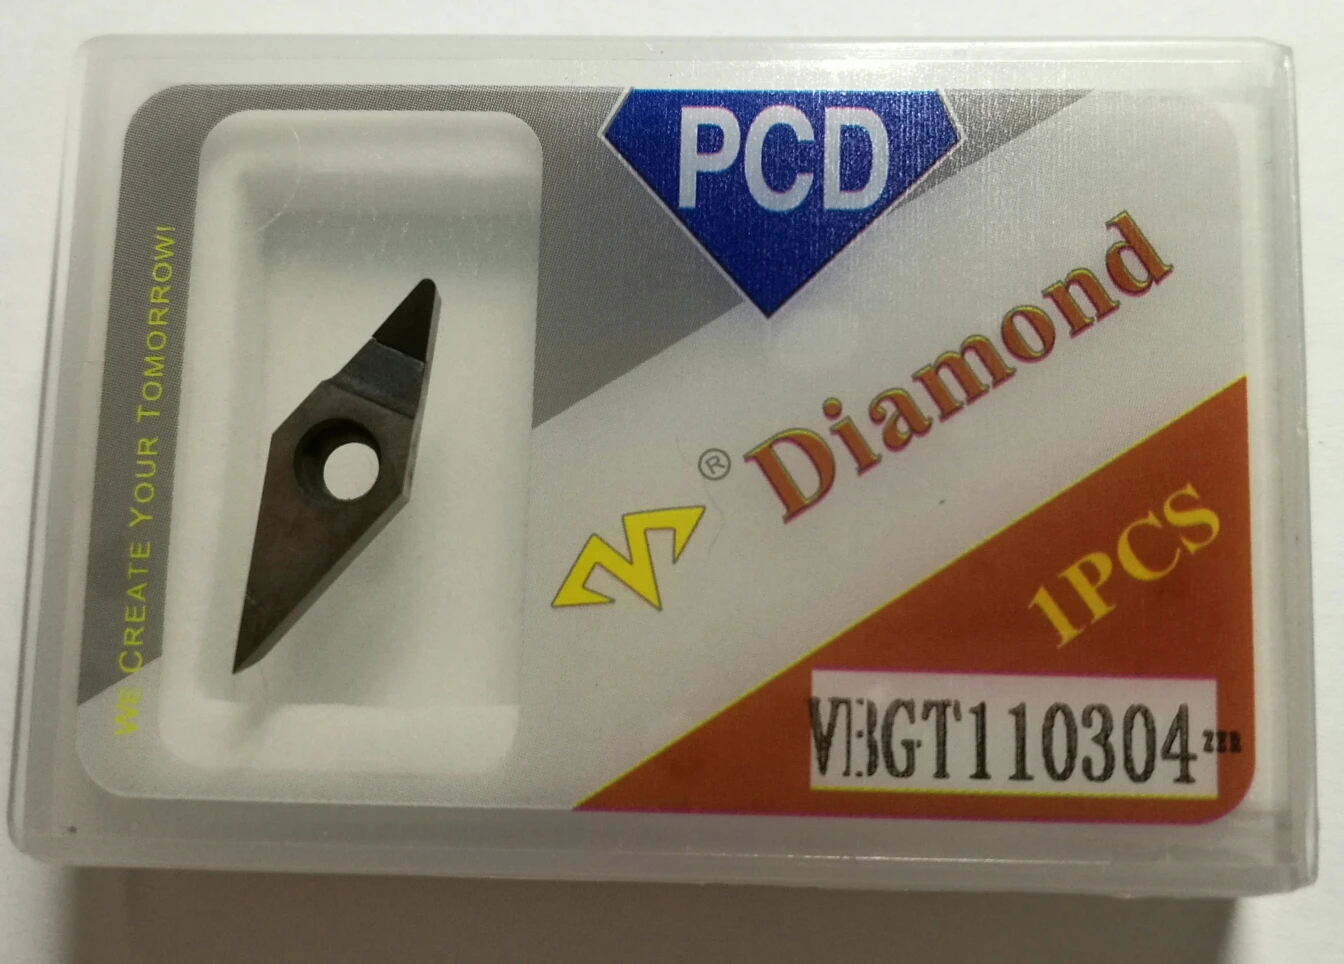 PCD
WE CREATE YOUR TOMORROW!
®
Diamond
1PCS
VBGT110304